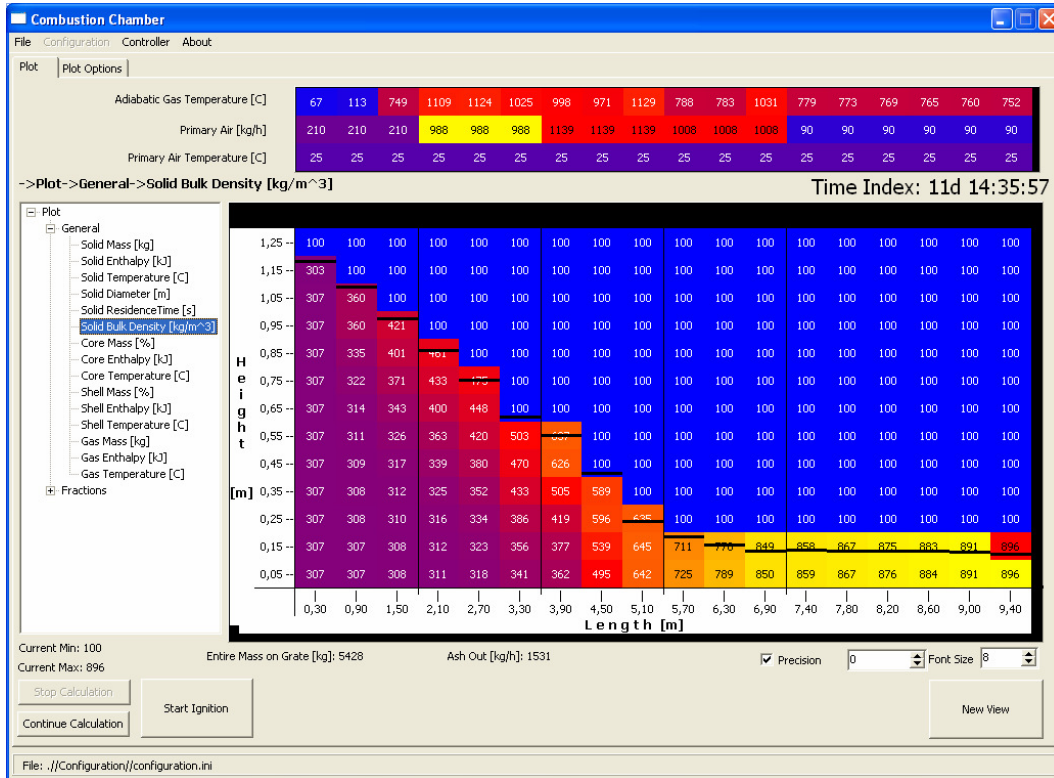 Combustion Chamber
File Configuration Controller About
Plot Plot Options
Adiabatic Gas Temperature [C] 67 113 749 1109 1124 1025 998 971 1129 788 783 1031 779 773 769 765 760 752
Primary Air [kg/h] 210 210 210 988 988 988 1139 1139 1139 1008 1008 1008 90 90 90 90 90 90
Primary Air Temperature [C] 25 25 25 25 25 25 25 25 25 25 25 25 25 25 25 25 25 25
->Plot->General->Solid Bulk Density [kg/m^3] Time Index: 11d 14:35:57
Plot
General
Solid Mass [kg]
Solid Enthalpy [kJ]
Solid Temperature [C]
Solid Diameter [m]
Solid ResidenceTime [s]
Solid Bulk Density [kg/m^3]
Core Mass [%]
Core Enthalpy [kJ]
Core Temperature [C]
Shell Mass [%]
Shell Enthalpy [kJ]
Shell Temperature [C]
Gas Mass [kg]
Gas Enthalpy [kJ]
Gas Temperature [C]
Fractions
Height
[m]
1,25 -- 100 100 100 100 100 100 100 100 100 100 100 100 100 100 100 100 100 100
1,15 -- 303 100 100 100 100 100 100 100 100 100 100 100 100 100 100 100 100 100
1,05 -- 307 360 100 100 100 100 100 100 100 100 100 100 100 100 100 100 100 100
0,95 -- 307 360 421 100 100 100 100 100 100 100 100 100 100 100 100 100 100 100
0,85 -- 307 335 401 461 100 100 100 100 100 100 100 100 100 100 100 100 100 100
0,75 -- 307 322 371 433 475 100 100 100 100 100 100 100 100 100 100 100 100 100
0,65 -- 307 314 343 400 448 100 100 100 100 100 100 100 100 100 100 100 100 100
0,55 -- 307 311 326 363 420 503 100 100 100 100 100 100 100 100 100 100 100
0,45 -- 307 309 317 339 380 470 626 100 100 100 100 100 100 100 100 100 100 100
0,35 -- 307 308 312 325 352 433 505 589 100 100 100 100 100 100 100 100 100 100
0,25 -- 307 308 310 316 334 386 419 596 635 100 100 100 100 100 100 100 100 100
0,15 -- 307 307 308 312 323 356 377 539 645 711 849 858 867 875 883 891 896
0,05 -- 307 307 308 311 318 341 362 495 642 725 789 850 859 867 876 884 891 896
0,30 0,90 1,50 2,10 2,70 3,30 3,90 4,50 5,10 5,70 6,30 6,90 7,40 7,80 8,20 8,60 9,00 9,40
Length [m]
Current Min: 100
Current Max: 896
Entire Mass on Grate [kg]: 5428 Ash Out [kg/h]: 1531
Precision 0 Font Size 8
Stop Calculation
Continue Calculation
Start Ignition
New View
File: .//Configuration//configuration.ini